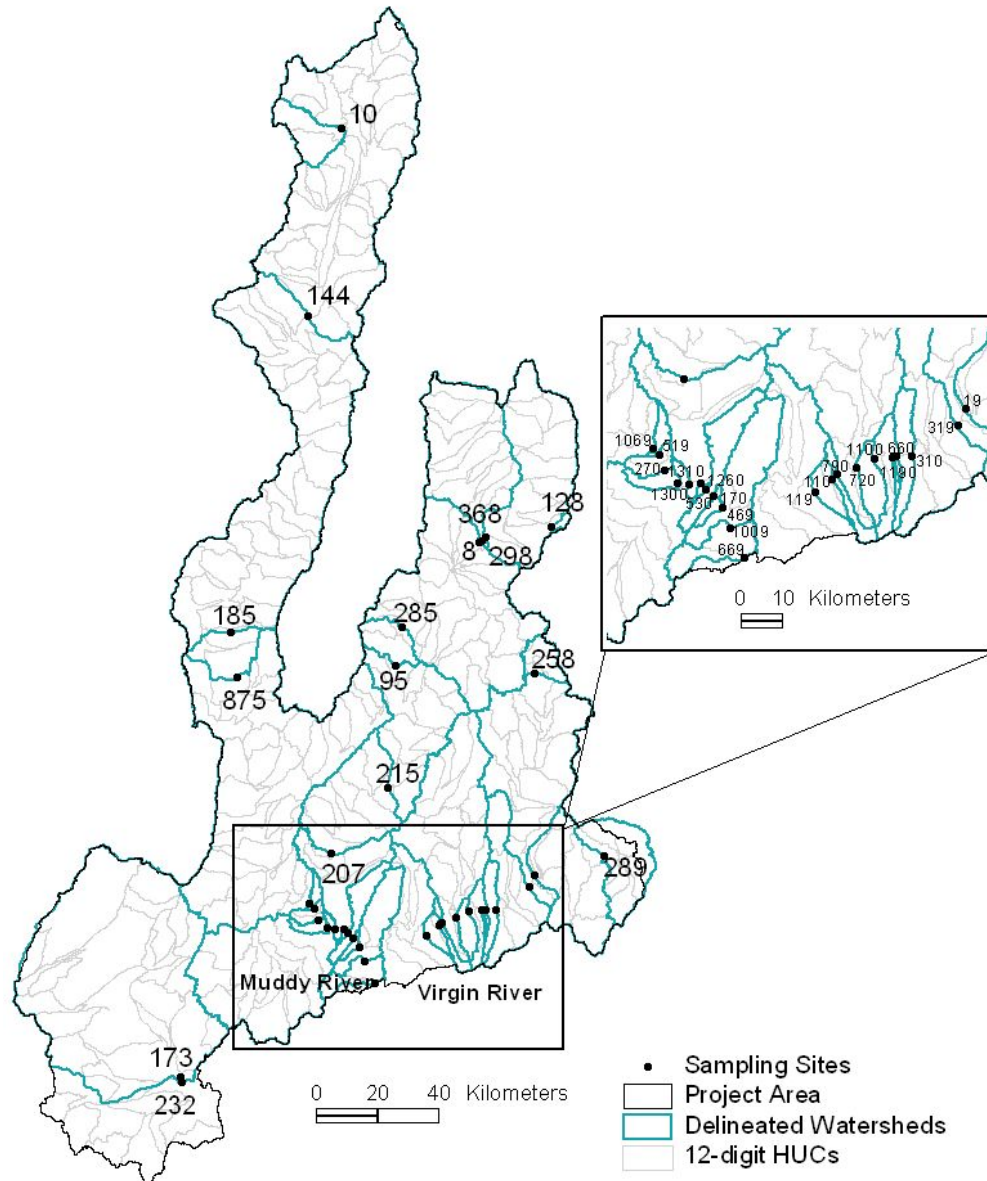 10
144
368
128
8
298
285
185
95
258
875
215
207
289
Muddy River
Virgin River
173
232
0 20 40 Kilometers
19
319
1069 519
1100 660
270 1310 790 310
1260 110 1190
1300 720
530 170 119
469
1009
669
0 10 Kilometers
Sampling Sites
Project Area
Delineated Watersheds
12-digit HUCs